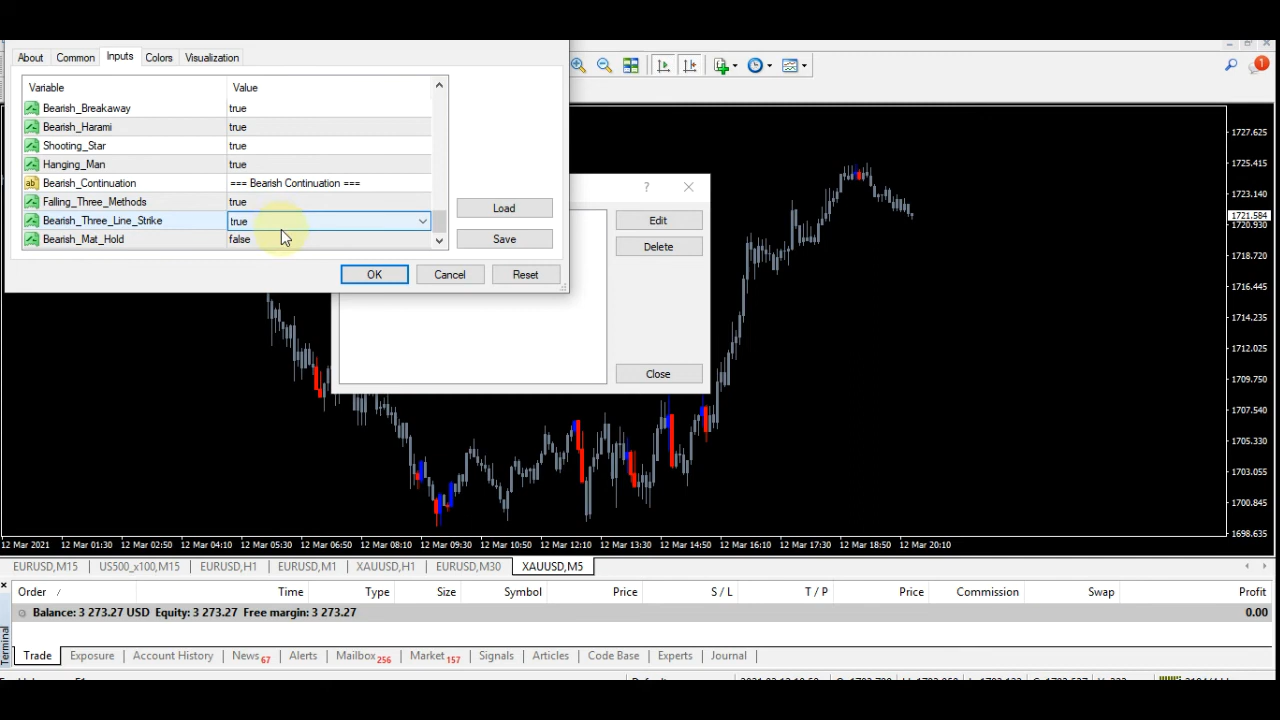 About Common Inputs Colors Visualization
Variable Value
Bearish_Breakaway true
Bearish_Harami true
Shooting_Star true
Hanging_Man true
ab Bearish_Continuation === Bearish Continuation ===
Falling_Three_Methods true
Bearish_Three_Line_Strike true
Bearish_Mat_Hold false
Load
Save
OK Cancel Reset
?
Edit
Delete
Close
1
1727.625
1725.415
1723.140
1721.584
1720.930
1718.720
1716.445
1714.235
1712.025
1709.750
1707.540
1705.330
1703.055
1700.845
1698.635
12 Mar 2021 12 Mar 01:30 12 Mar 02:50 12 Mar 04:10 12 Mar 05:30 12 Mar 06:50 12 Mar 08:10 12 Mar 09:30 12 Mar 10:50 12 Mar 12:10 12 Mar 13:30 12 Mar 14:50 12 Mar 16:10 12 Mar 17:30 12 Mar 18:50 12 Mar 20:10
EURUSD,M15 US500_x100,M15 EURUSD,H1 EURUSD,M1 XAUUSD,H1 EURUSD,M30 XAUUSD,M5
Order / Time Type Size Symbol Price S / L T / P Price Commission Swap Profit
Balance: 3 273.27 USD Equity: 3 273.27 Free margin: 3 273.27 0.00
Terminal
Trade Exposure Account History News 67 Alerts Mailbox 256 Market 157 Signals Articles Code Base Experts Journal